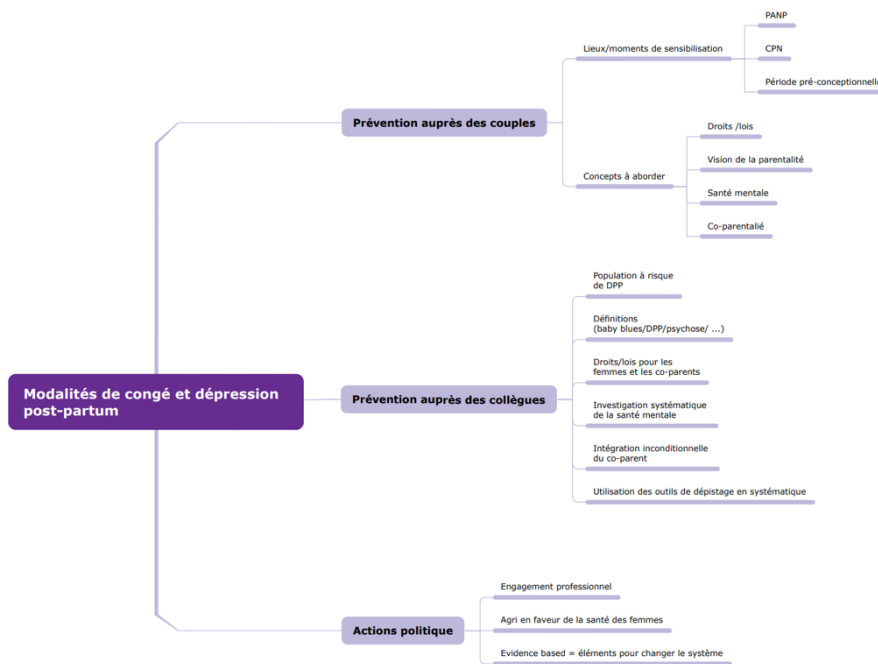 Modalités de congé et dépression
post-partum
Prévention auprès des couples
Lieux/moments de sensibilisation
PANP
CPN
Période pré-conceptionnelle
Concepts à aborder
Droits /lois
Vision de la parentalité
Santé mentale
Co-parentalié
Prévention auprès des collègues
Population à risque
de DPP
Définitions
(baby blues/DPP/psychose/ ...)
Droits/lois pour les
femmes et les co-parents
Investigation systématique
de la santé mentale
Intégration inconditionnelle
du co-parent
Utilisation des outils de dépistage en systématique
Actions politique
Engagement professionnel
Agri en faveur de la santé des femmes
Evidence based = éléments pour changer le système